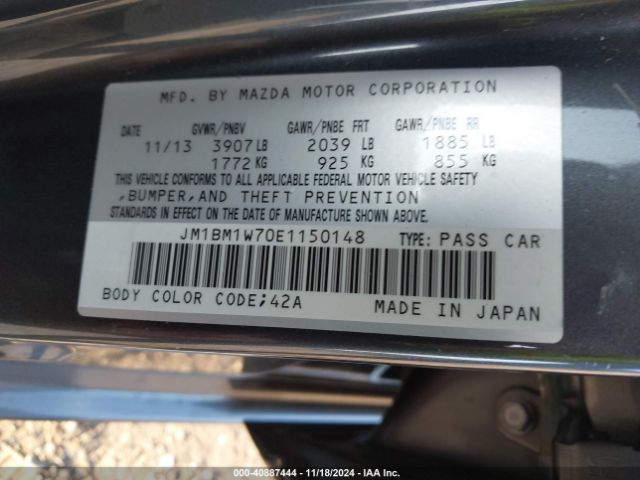 MFD. BY MAZDA MOTOR CORPORATION
DATE GVWR/PNBV GAWR/PNBE FRT GAWR/PNBE RR
11/13 3907 LB 2039 LB 1885 LB
1772 KG 925 KG 855 KG
THIS VEHICLE CONFORMS TO ALL APPLICABLE FEDERAL MOTOR VEHICLE SAFETY
,BUMPER,AND THEFT PREVENTION
STANDARDS IN EFFECT ON THE DATE OF MANUFACTURE SHOWN ABOVE.
JM1BM1W70E1150148 TYPE: PASS CAR
BODY COLOR CODE;42A MADE IN JAPAN
000-40887444 - 11/18/2024 - IAA Inc.